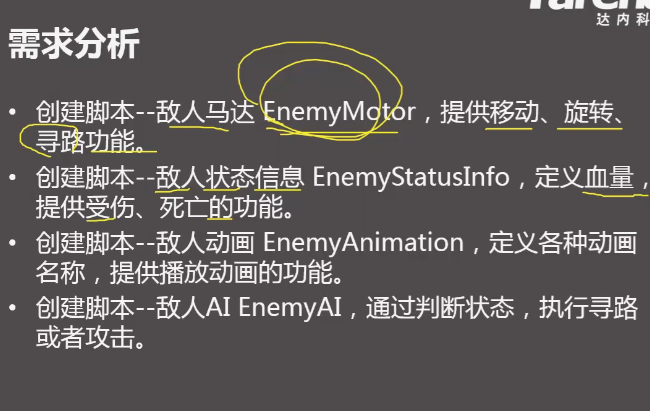 达内科
需求分析
• 创建脚本--敌人马达 EnemyMotor，提供移动、旋转、
寻路功能。
• 创建脚本--敌人状态信息 EnemyStatusInfo，定义血量，
提供受伤、死亡的功能。
• 创建脚本--敌人动画 EnemyAnimation，定义各种动画
名称，提供播放动画的功能。
• 创建脚本--敌人AI EnemyAI，通过判断状态，执行寻路
或者攻击。